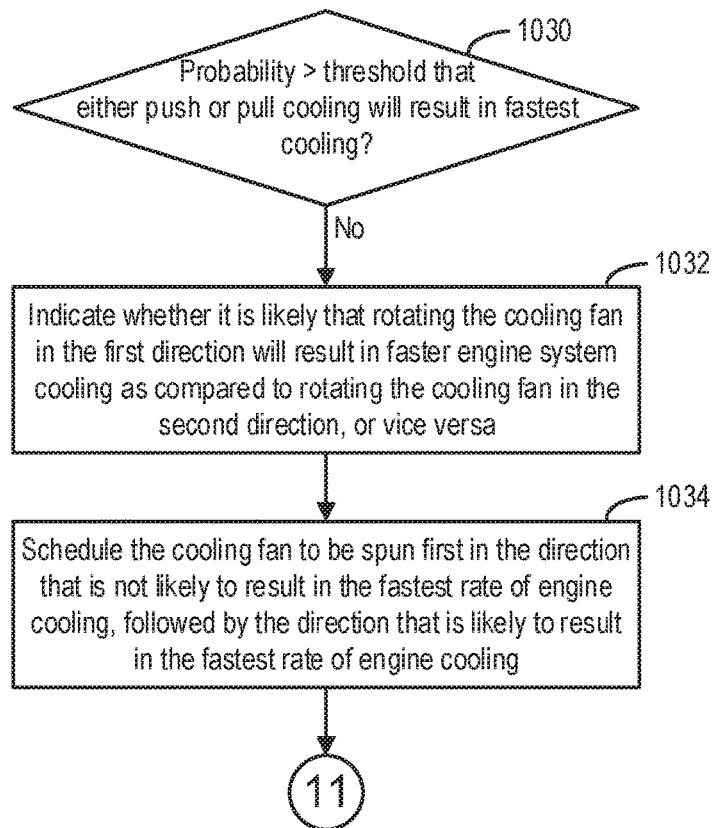 1030
Probability > threshold that
either push or pull cooling will result in fastest
cooling?
No
1032
Indicate whether it is likely that rotating the cooling fan
in the first direction will result in faster engine system
cooling as compared to rotating the cooling fan in the
second direction, or vice versa
1034
Schedule the cooling fan to be spun first in the direction
that is not likely to result in the fastest rate of engine
cooling, followed by the direction that is likely to result
in the fastest rate of engine cooling
11